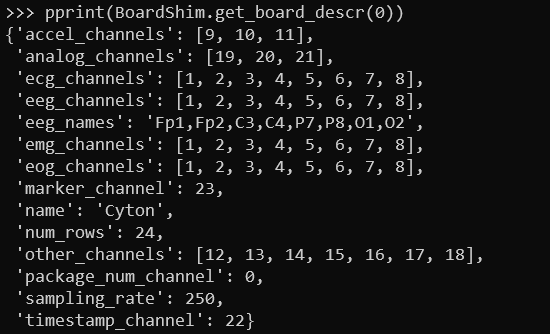 >>> pprint(BoardShim.get_board_descr(0))
{'accel_channels': [9, 10, 11],
 'analog_channels': [19, 20, 21],
 'ecg_channels': [1, 2, 3, 4, 5, 6, 7, 8],
 'eeg_channels': [1, 2, 3, 4, 5, 6, 7, 8],
 'eeg_names': 'Fp1,Fp2,C3,C4,P7,P8,O1,O2',
 'emg_channels': [1, 2, 3, 4, 5, 6, 7, 8],
 'eog_channels': [1, 2, 3, 4, 5, 6, 7, 8],
 'marker_channel': 23,
 'name': 'Cyton',
 'num_rows': 24,
 'other_channels': [12, 13, 14, 15, 16, 17, 18],
 'package_num_channel': 0,
 'sampling_rate': 250,
 'timestamp_channel': 22}